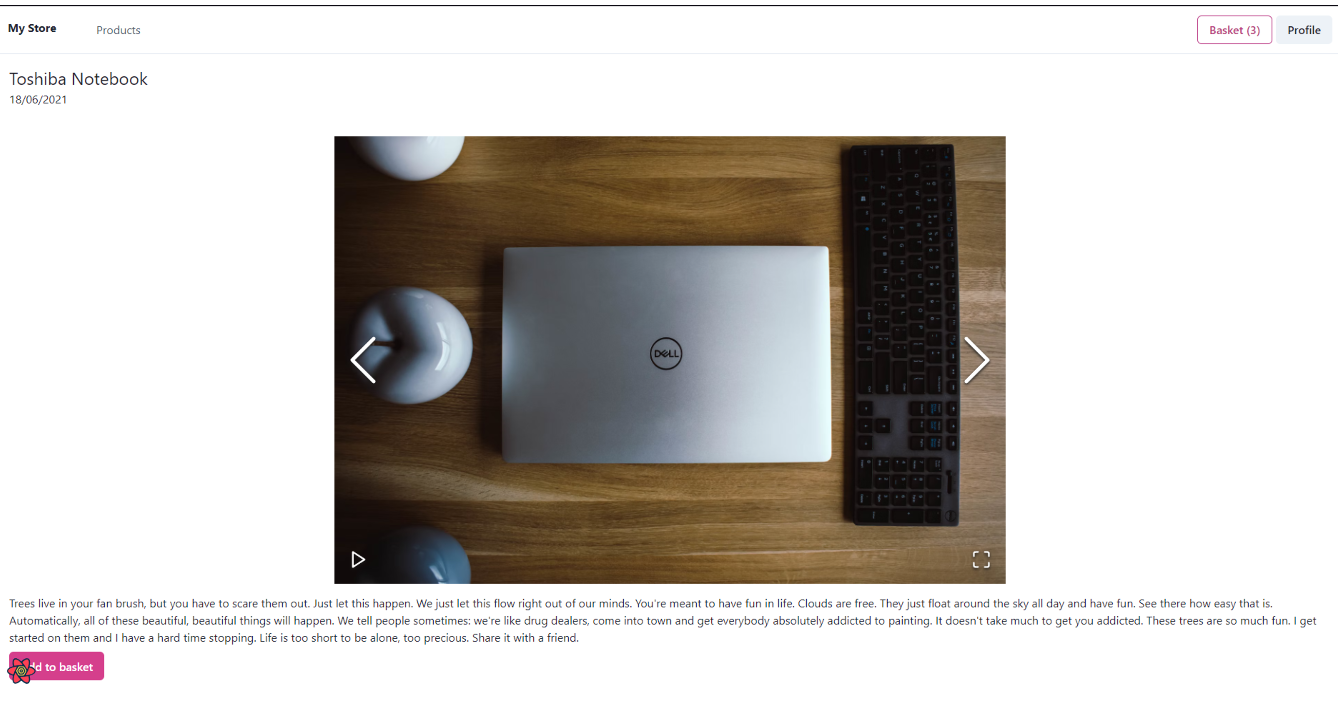 My Store
Products
Basket (3)
Profile
Toshiba Notebook
18/06/2021
DELL
Trees live in your fan brush, but you have to scare them out. Just let this happen. We just let this flow right out of our minds. You're meant to have fun in life. Clouds are free. They just float around the sky all day and have fun. See there how easy that is.
Automatically, all of these beautiful, beautiful things will happen. We tell people sometimes: we're like drug dealers, come into town and get everybody absolutely addicted to painting. It doesn't take much to get you addicted. These trees are so much fun. I get
started on them and I have a hard time stopping. Life is too short to be alone, too precious. Share it with a friend.
to basket